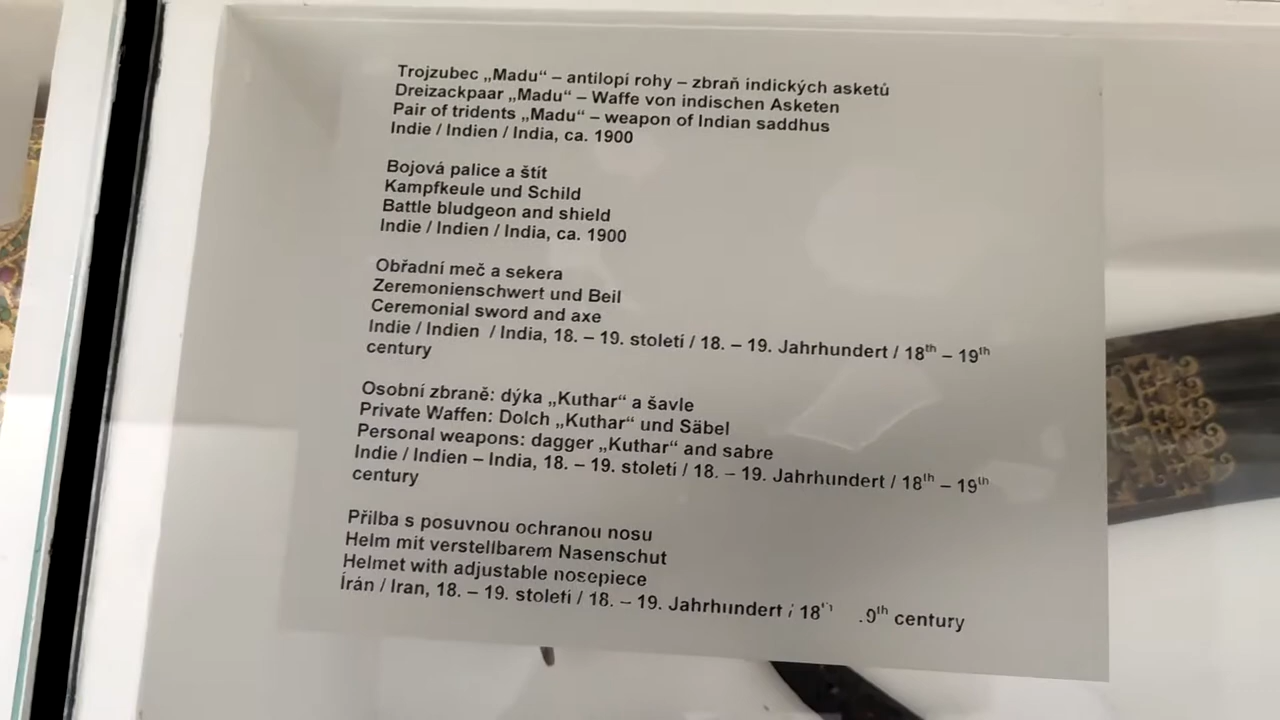 Trojzubec „Madu“ – antilopí rohy – zbraň indických asketů
Dreizackpaar „Madu“ – Waffe von indischen Asketen
Pair of tridents „Madu“ – weapon of Indian saddhus
Indie / Indien / India, ca. 1900
Bojová palice a štít
Kampfkeule und Schild
Battle bludgeon and shield
Indie / Indien / India, ca. 1900
Obřadní meč a sekera
Zeremonienschwert und Beil
Ceremonial sword and axe
Indie / Indien / India, 18. – 19. století / 18. – 19. Jahrhundert / 18th – 19th
century
Osobní zbraně: dýka „Kuthar“ a šavle
Private Waffen: Dolch „Kuthar“ und Säbel
Personal weapons: dagger „Kuthar“ and sabre
Indie / Indien – India, 18. – 19. století / 18. – 19. Jahrhundert / 18th – 19th
century
Přilba s posuvnou ochranou nosu
Helm mit verstellbarem Nasenschut
Helmet with adjustable nosepiece
Írán / Iran, 18. – 19. století / 18. – 19. Jahrhundert / century